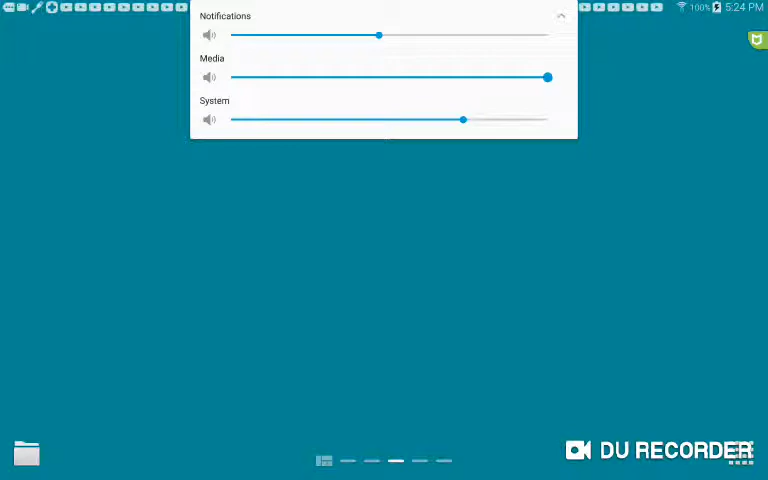 Notifications
100% 5:24 PM
Media
System
DU RECORDER